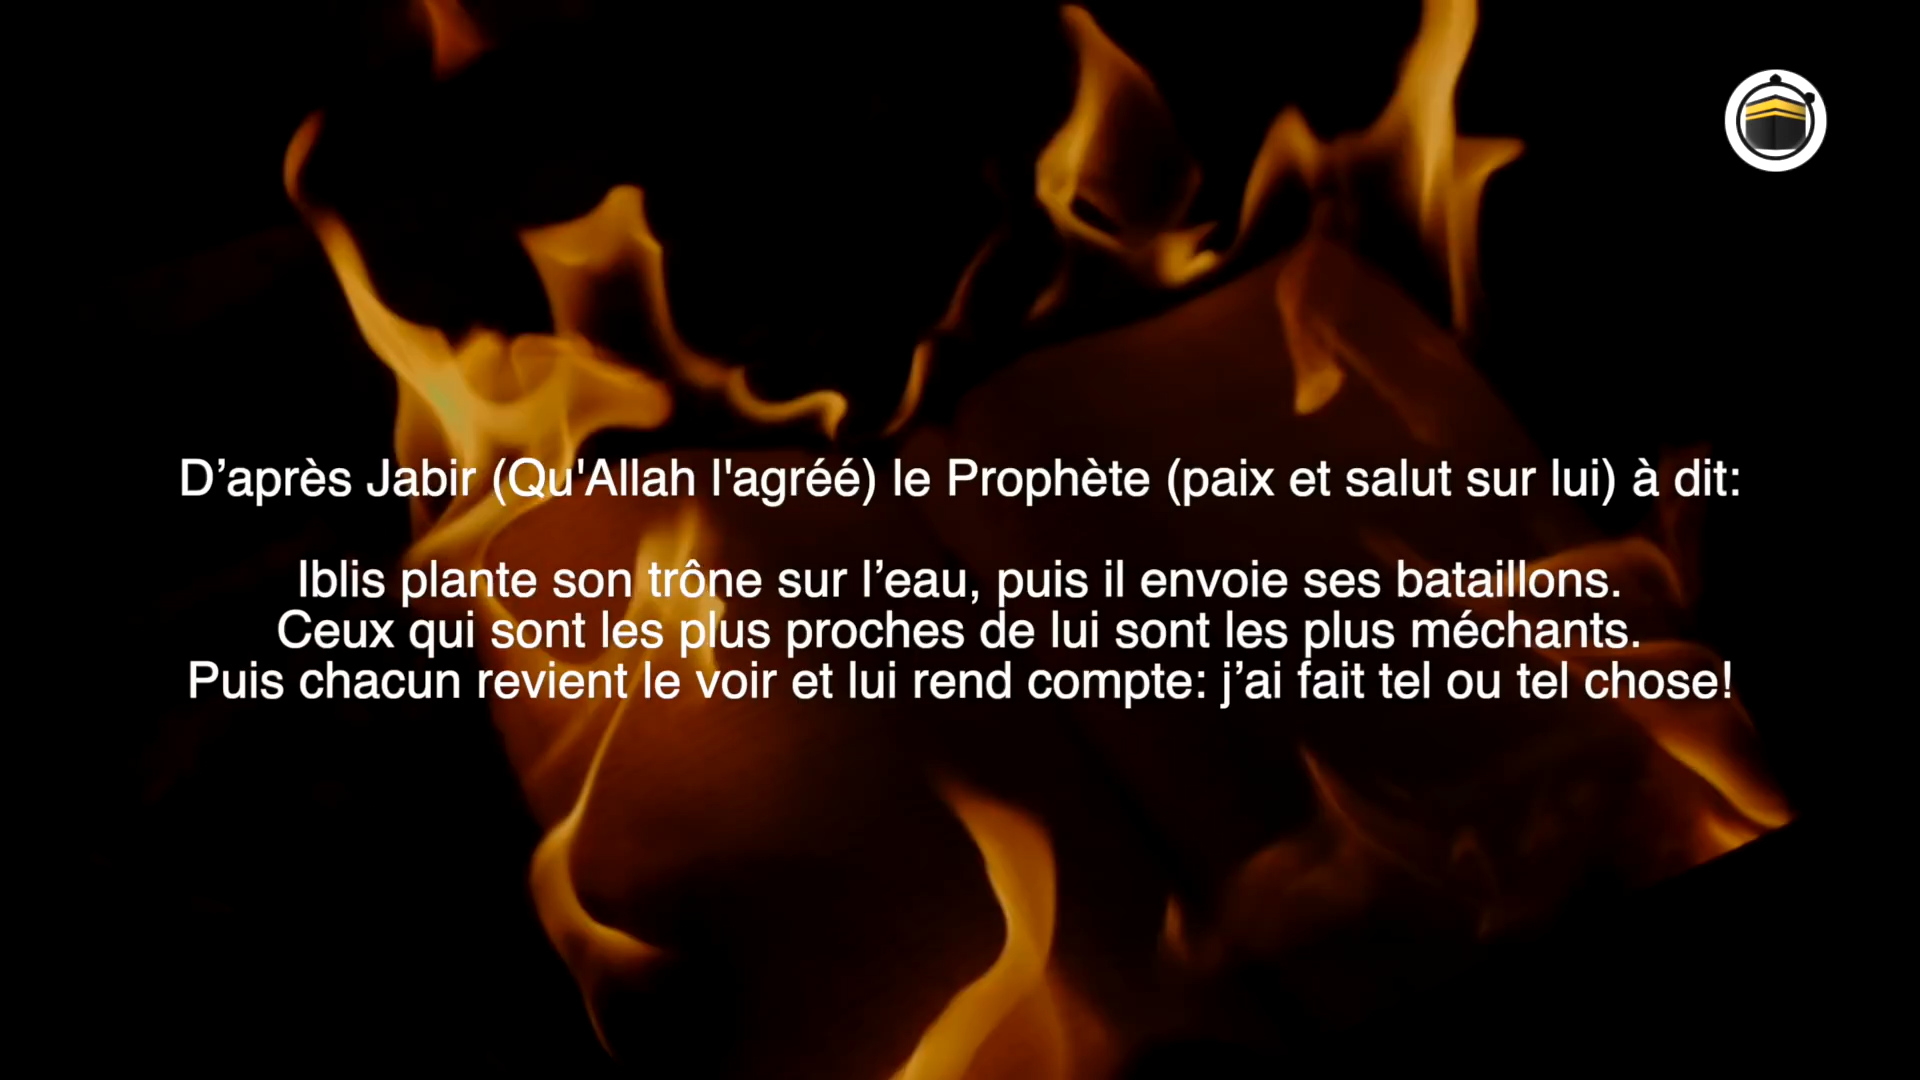 D’après Jabir (Qu'Allah l'agréé) le Prophète (paix et salut sur lui) à dit:
Iblis plante son trône sur l’eau, puis il envoie ses bataillons.
Ceux qui sont les plus proches de lui sont les plus méchants.
Puis chacun revient le voir et lui rend compte: j’ai fait tel ou tel chose!